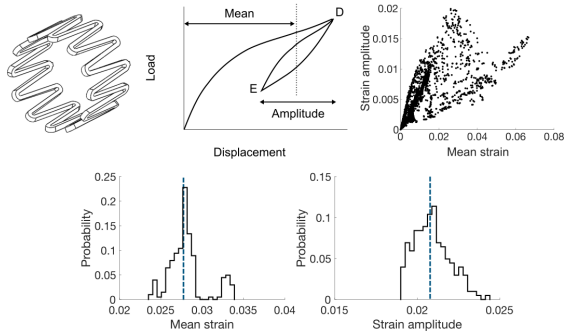 Mean
D
Load
E
Amplitude
Displacement
0.02
0.015
0.01
0.005
0
Strain amplitude
0 0.02 0.04 0.06 0.08
Mean strain
0.25
0.2
0.15
0.1
0.05
0
Probability
0.02 0.025 0.03 0.035 0.04
Mean strain
0.15
0.1
0.05
0
Probability
0.015 0.02 0.025
Strain amplitude